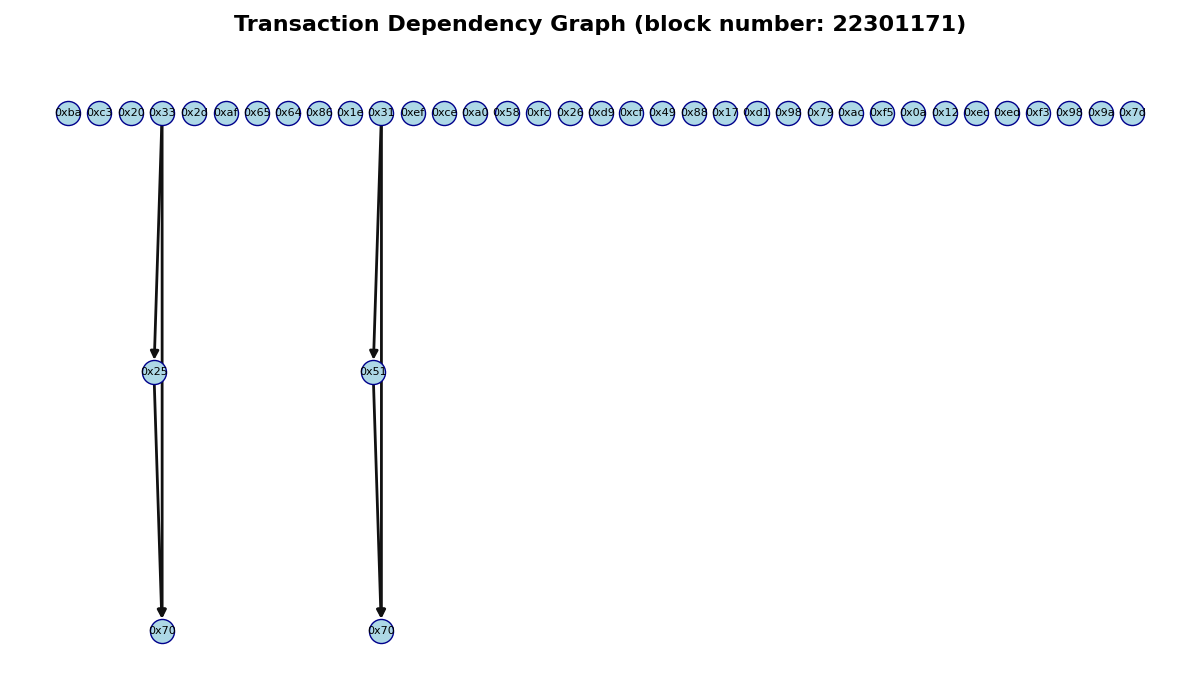 Transaction Dependency Graph (block number: 22301171)
0xba 0xc3 0x20 0x33 0x2d 0xaf 0x65 0x64 0x86 0x1e 0x31 0xef 0xce 0xa0 0x58 0xfc 0x26 0xd9 0xcf 0x49 0x88 0x17 0xd1 0x98 0x79 0xac 0xf5 0x0a 0x12 0xec 0xed 0xf3 0x98 0x9a 0x7d
0x25 0x51
0x70 0x70